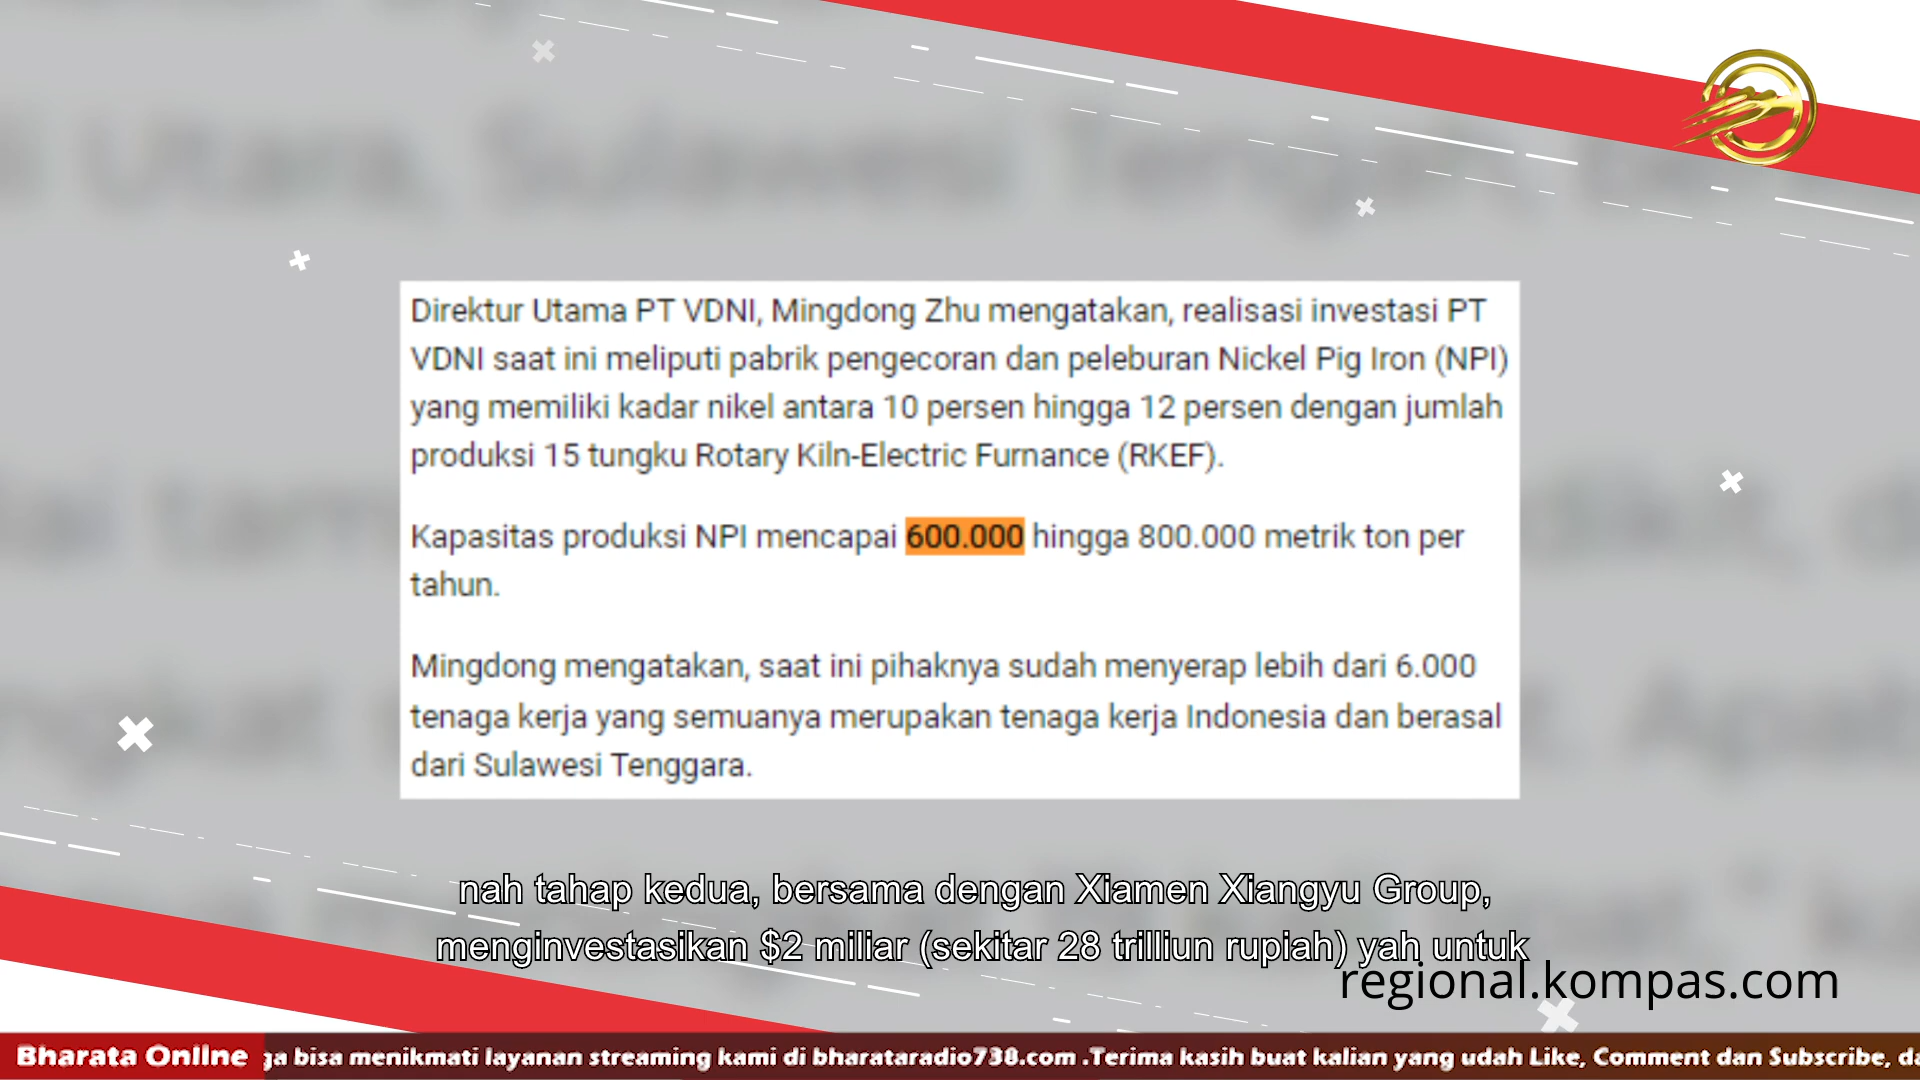 Direktur Utama PT VDNI, Mingdong Zhu mengatakan, realisasi investasi PT
VDNI saat ini meliputi pabrik pengecoran dan peleburan Nickel Pig Iron (NPI)
yang memiliki kadar nikel antara 10 persen hingga 12 persen dengan jumlah
produksi 15 tungku Rotary Kiln-Electric Furnance (RKEF).
Kapasitas produksi NPI mencapai 600.000 hingga 800.000 metrik ton per
tahun.
Mingdong mengatakan, saat ini pihaknya sudah menyerap lebih dari 6.000
tenaga kerja yang semuanya merupakan tenaga kerja Indonesia dan berasal
dari Sulawesi Tenggara.
nah tahap kedua, bersama dengan Xiamen Xiangyu Group,
menginvestasikan $2 miliar (sekitar 28 trilliun rupiah) yah untuk
regional.kompas.com
Bharata Online ga bisa menikmati layanan streaming kami di bharataradio738.com .Terima kasih buat kalian yang udah Like, Comment dan Subscribe, da